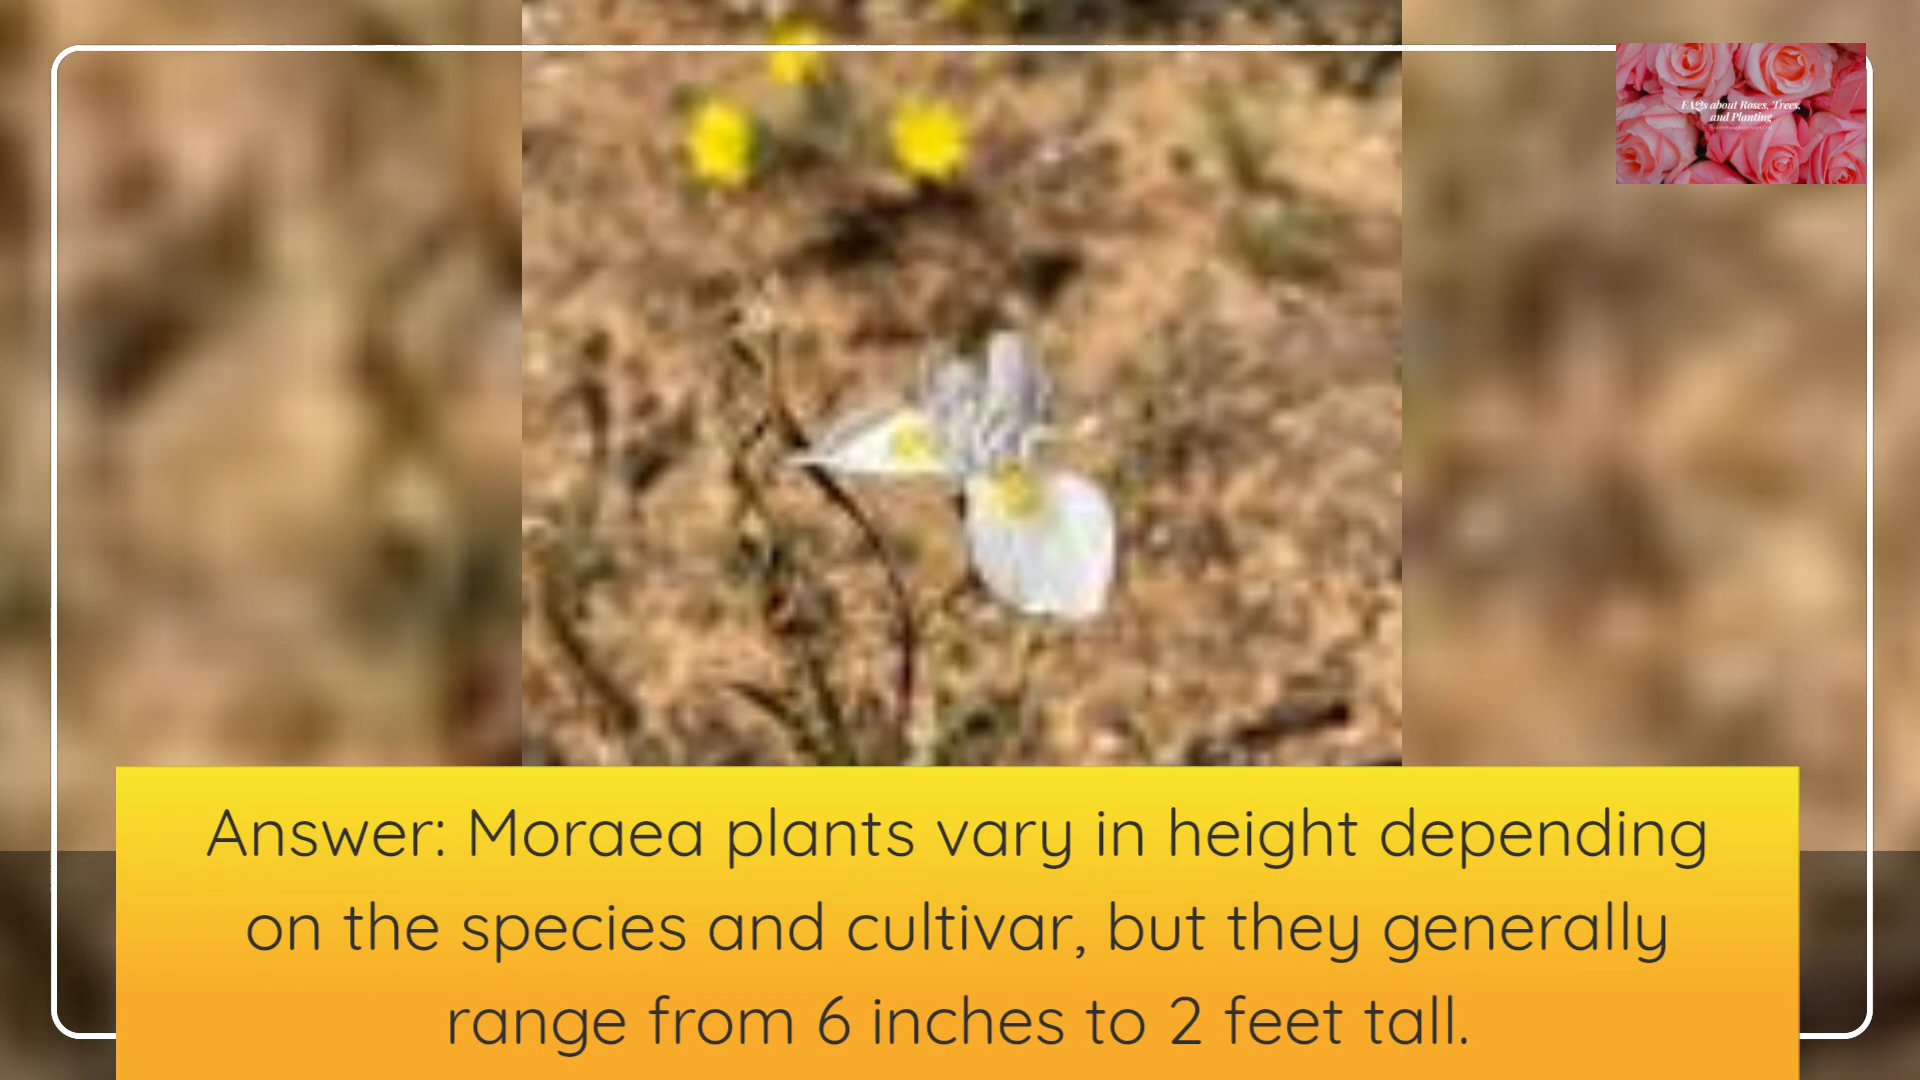 FAQs about Roses, Trees,
and Planting
Answer: Moraea plants vary in height depending
on the species and cultivar, but they generally
range from 6 inches to 2 feet tall.